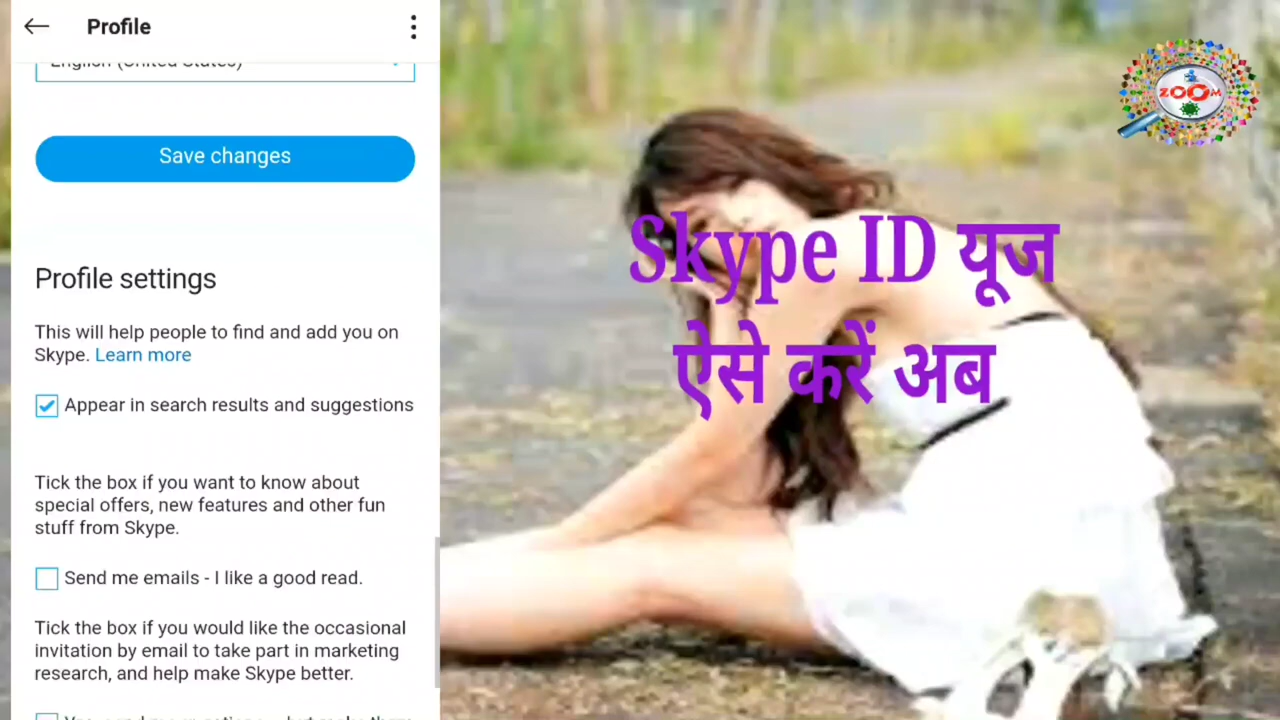 Profile
English (United States)
Save changes
Profile settings
This will help people to find and add you on
Skype. Learn more
Appear in search results and suggestions
Tick the box if you want to know about
special offers, new features and other fun
stuff from Skype.
Send me emails - I like a good read.
Tick the box if you would like the occasional
invitation by email to take part in marketing
research, and help make Skype better.
Skype ID यूज
ऐसे करें अब
ZOOM